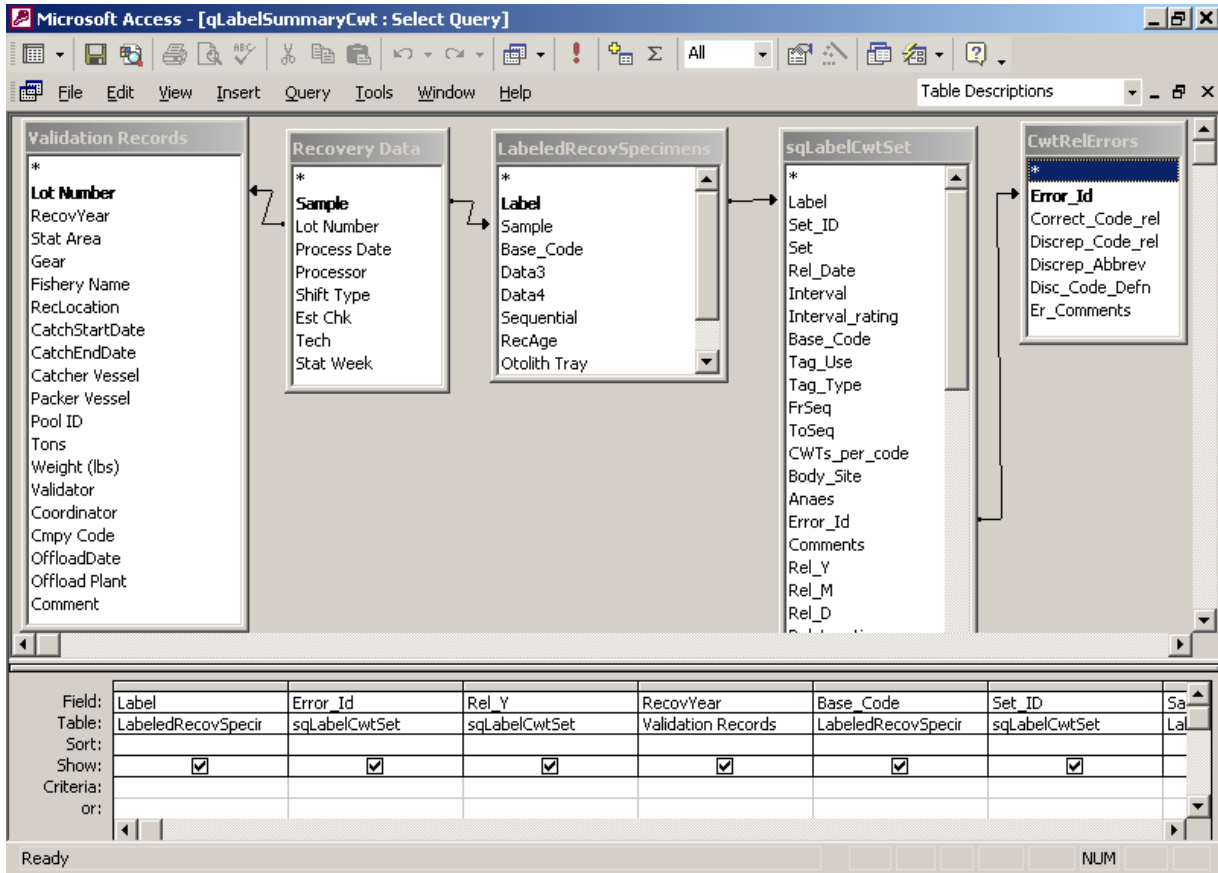 Microsoft Access - [qLabelSummaryCwt : Select Query]
All
File Edit View Insert Query Tools Window Help Table Descriptions
Validation Records
*
Lot Number
RecovYear
Stat Area
Gear
Fishery Name
RecLocation
CatchStartDate
CatchEndDate
Catcher Vessel
Packer Vessel
Pool ID
Tons
Weight (lbs)
Validator
Coordinator
Cmpy Code
OffloadDate
Offload Plant
Comment
Recovery Data
*
Sample
Lot Number
Process Date
Processor
Shift Type
Est Chk
Tech
Stat Week
LabeledRecovSpecimens
*
Label
Sample
Base_Code
Data3
Data4
Sequential
RecAge
Otolith Tray
sqLabelCwtSet
*
Label
Set_ID
Set
Rel_Date
Interval
Interval_rating
Base_Code
Tag_Use
Tag_Type
FrSeq
ToSeq
CWTs_per_code
Body_Site
Anaes
Error_Id
Comments
Rel_Y
Rel_M
Rel_D
CwtRelErrors
*
Error_Id
Correct_Code_rel
Discrep_Code_rel
Discrep_Abbrev
Disc_Code_Defn
Er_Comments
Field: Label Error_Id Rel_Y RecovYear Base_Code Set_ID Sa
Table: LabeledRecovSpecir sqLabelCwtSet sqLabelCwtSet Validation Records LabeledRecovSpecir sqLabelCwtSet Lal
Sort:
Show:
Criteria:
or:
Ready NUM